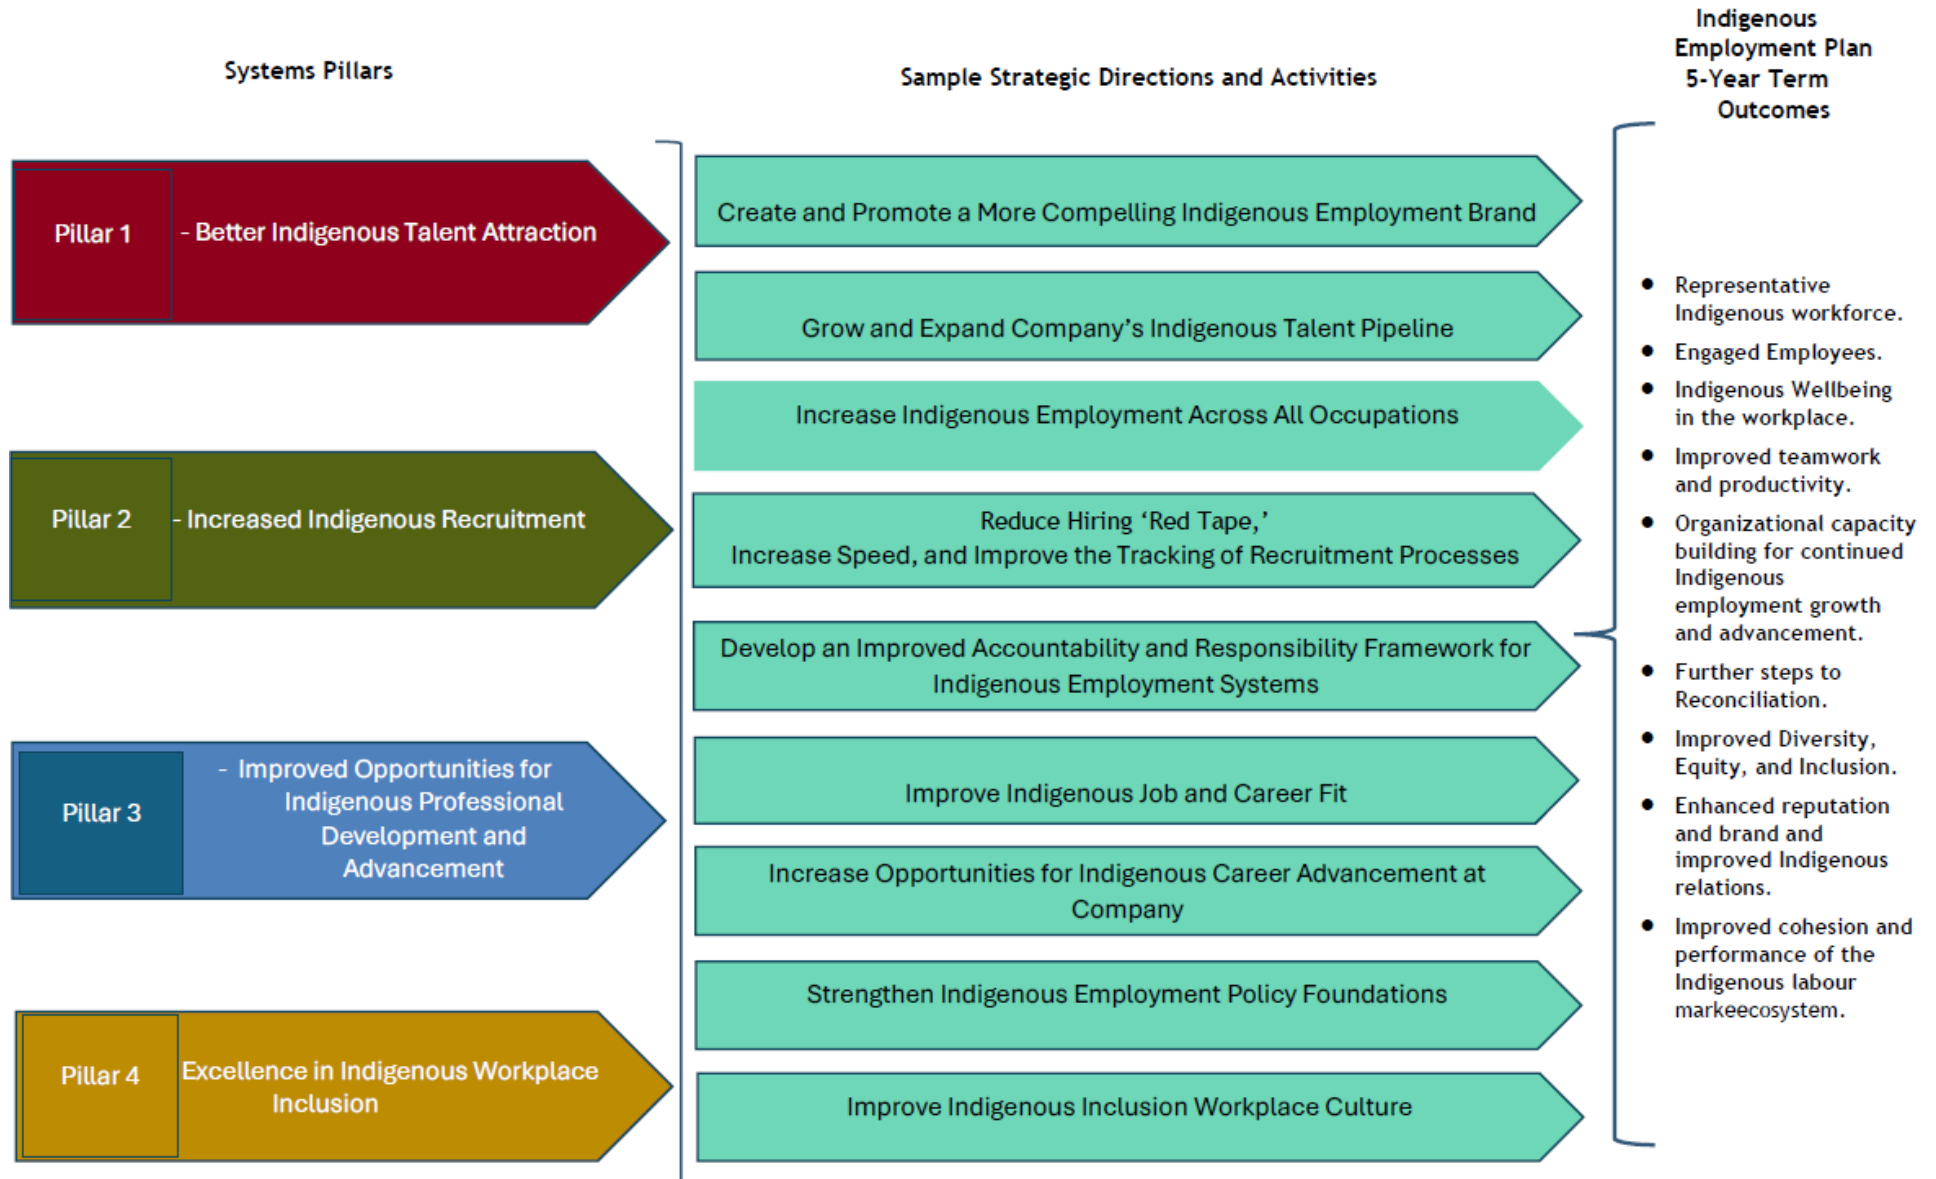 Systems Pillars
Sample Strategic Directions and Activities
Indigenous
Employment Plan
5-Year Term
Outcomes
Pillar 1
- Better Indigenous Talent Attraction
Pillar 2
- Increased Indigenous Recruitment
Pillar 3
- Improved Opportunities for
Indigenous Professional
Development and
Advancement
Pillar 4
Excellence in Indigenous Workplace
Inclusion
Create and Promote a More Compelling Indigenous Employment Brand
Grow and Expand Company’s Indigenous Talent Pipeline
Increase Indigenous Employment Across All Occupations
Reduce Hiring ‘Red Tape,’
Increase Speed, and Improve the Tracking of Recruitment Processes
Develop an Improved Accountability and Responsibility Framework for
Indigenous Employment Systems
Improve Indigenous Job and Career Fit
Increase Opportunities for Indigenous Career Advancement at
Company
Strengthen Indigenous Employment Policy Foundations
Improve Indigenous Inclusion Workplace Culture
● Representative
Indigenous workforce.
● Engaged Employees.
● Indigenous Wellbeing
in the workplace.
● Improved teamwork
and productivity.
● Organizational capacity
building for continued
Indigenous
employment growth
and advancement.
● Further steps to
Reconciliation.
● Improved Diversity,
Equity, and Inclusion.
● Enhanced reputation
and brand and
improved Indigenous
relations.
● Improved cohesion and
performance of the
Indigenous labour
markeecosystem.